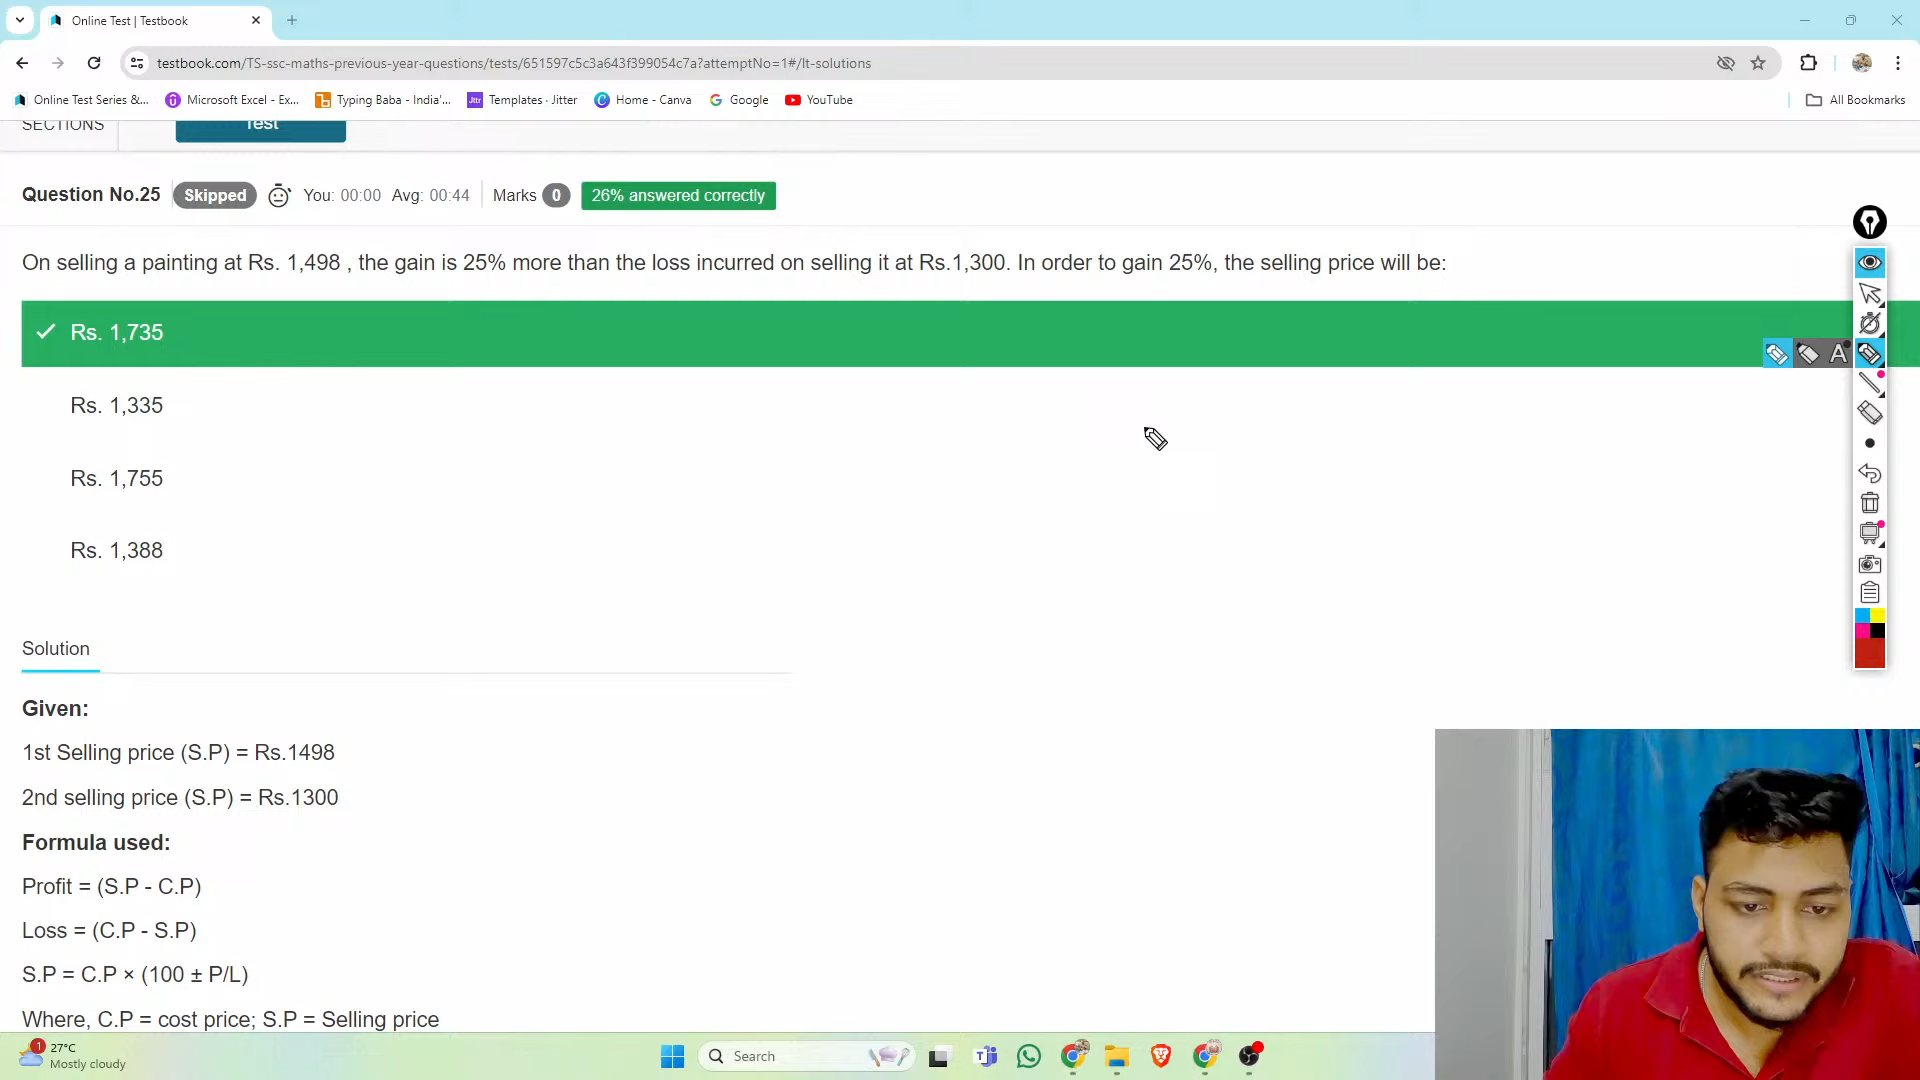 Online Test | Testbook
testbook.com/TS-ssc-maths-previous-year-questions/tests/651597c5c3a643f399054c7a?attemptNo=1#/lt-solutions
Online Test Series &... Microsoft Excel - Ex... Typing Baba - India'... Jttr Templates · Jitter Home - Canva Google YouTube All Bookmarks
SECTIONS Test
Question No.25 Skipped You: 00:00 Avg: 00:44 Marks 0 26% answered correctly
On selling a painting at Rs. 1,498 , the gain is 25% more than the loss incurred on selling it at Rs.1,300. In order to gain 25%, the selling price will be:
Rs. 1,735
A
Rs. 1,335
Rs. 1,755
Rs. 1,388
Solution
Given:
1st Selling price (S.P) = Rs.1498
2nd selling price (S.P) = Rs.1300
Formula used:
Profit = (S.P - C.P)
Loss = (C.P - S.P)
S.P = C.P × (100 ± P/L)
Where, C.P = cost price; S.P = Selling price
1 27°C
Mostly cloudy
Search